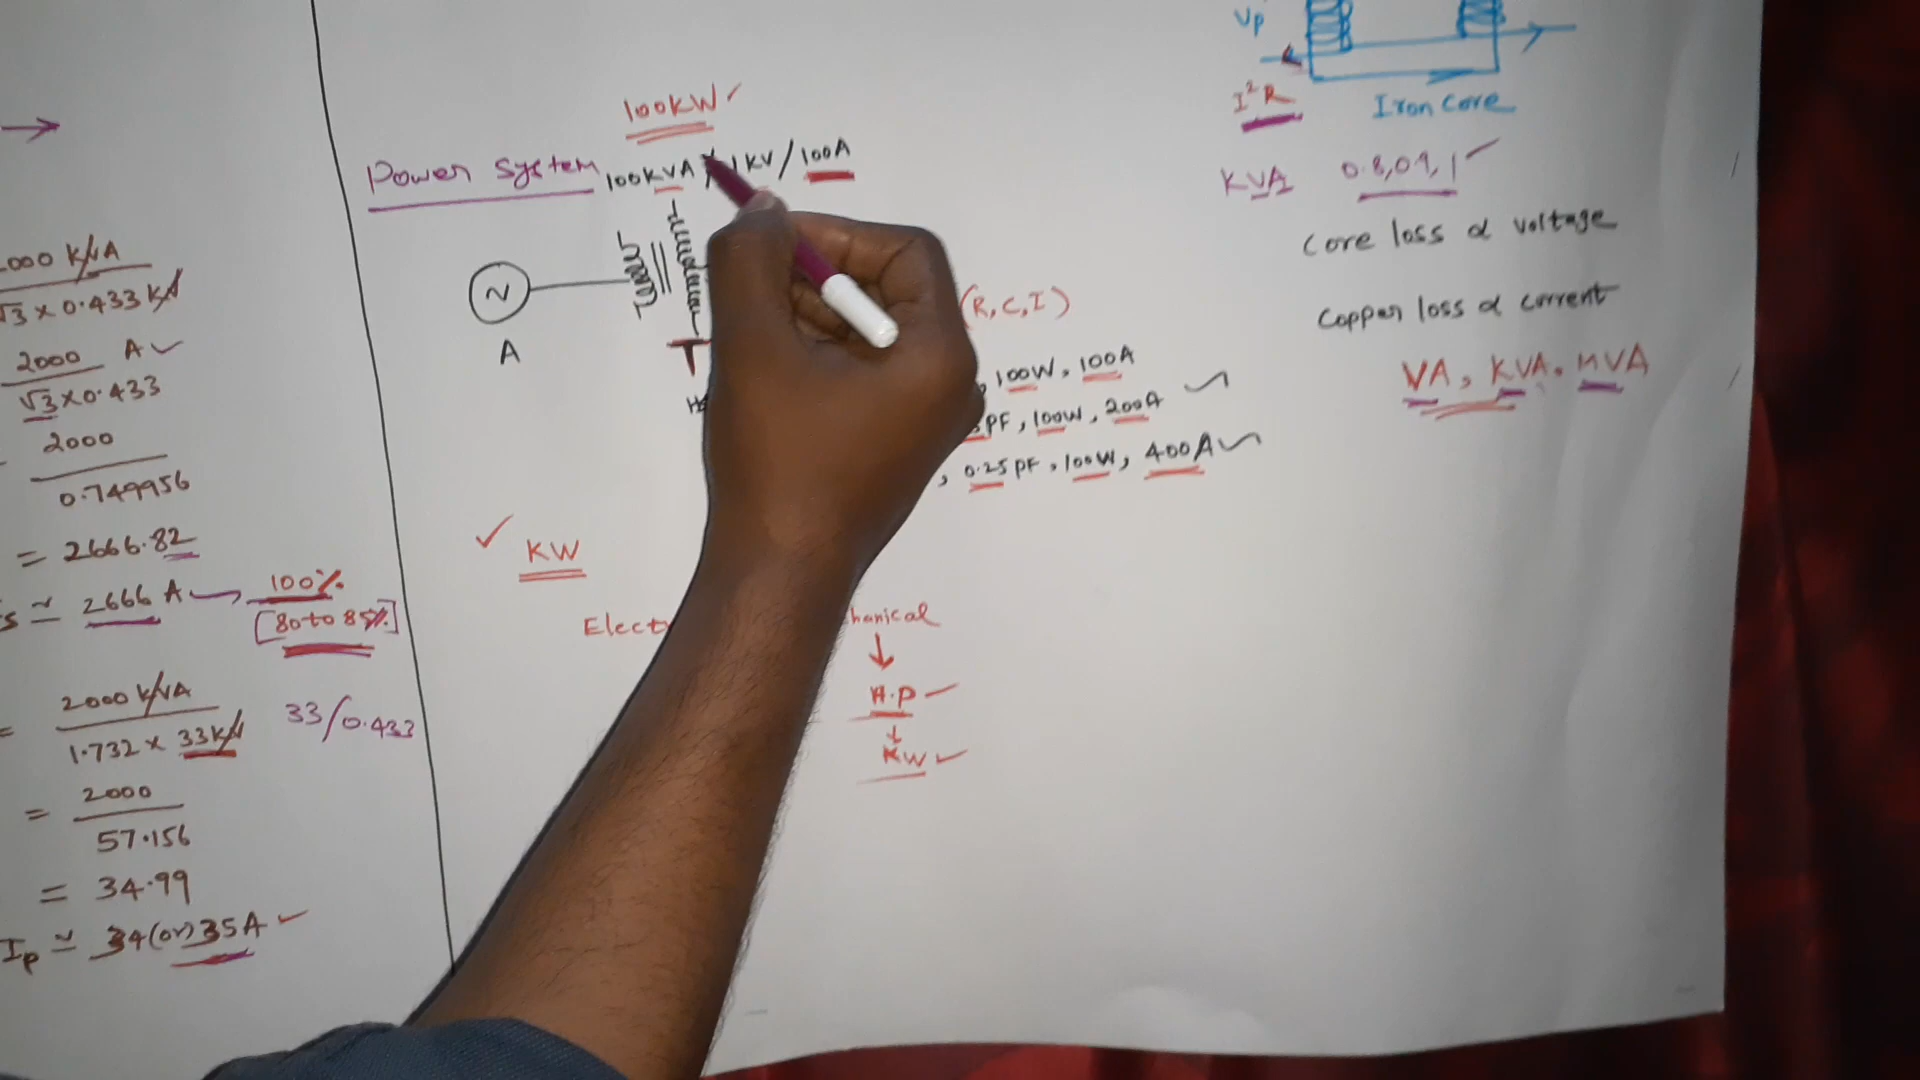 2000 K/VA
√3 x 0.433 KV
2000 A
√3 x 0.433
2000
0.749956
= 2666.82
≃ 2666 A
100%
[80 to 85%]
2000 K/VA
1.732 x 33KV
33/0.433
= 2000
57.156
= 34.99
Ip ≃ 34 (or) 35A
100KW
Power System
100KVA / 1KV / 100A
~
A
(R, C, I)
100W, 100A
PF, 100W, 200A
, 0.25 PF, 100W, 400A
KW
Elect
hanical
H.P
KW
Vp
I²R
Iron Core
KVA
0.8, 0.9, 1
Core loss α voltage
Copper loss α current
VA, KVA, MVA